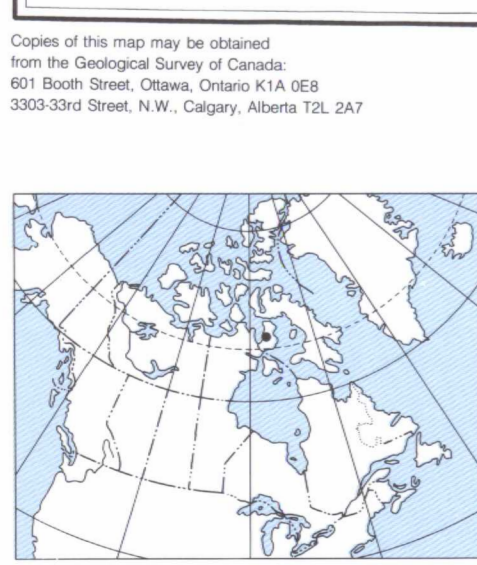 Copies of this map may be obtained
from the Geological Survey of Canada:
601 Booth Street, Ottawa, Ontario K1A 0E8
3303-33rd Street, N.W., Calgary, Alberta T2L 2A7